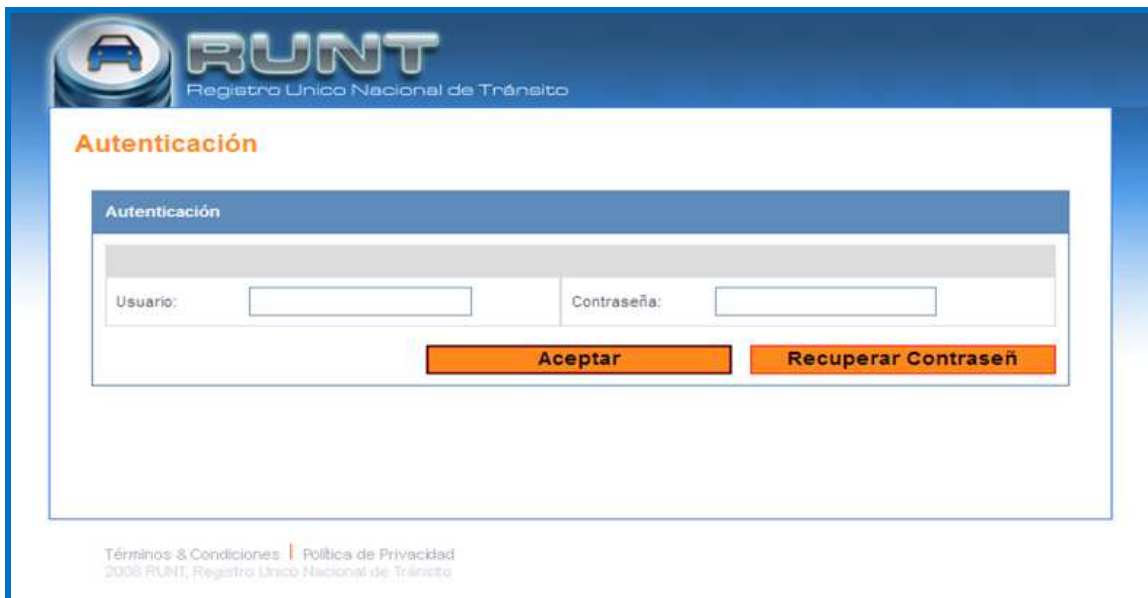 RUNT
Registro Unico Nacional de Tránsito
Autenticación
Autenticación
Usuario: Contraseña:
Aceptar Recuperar Contraseñ
Términos & Condiciones | Política de Privacidad
2008 RUNT, Registro Unico Nacional de Tránsito